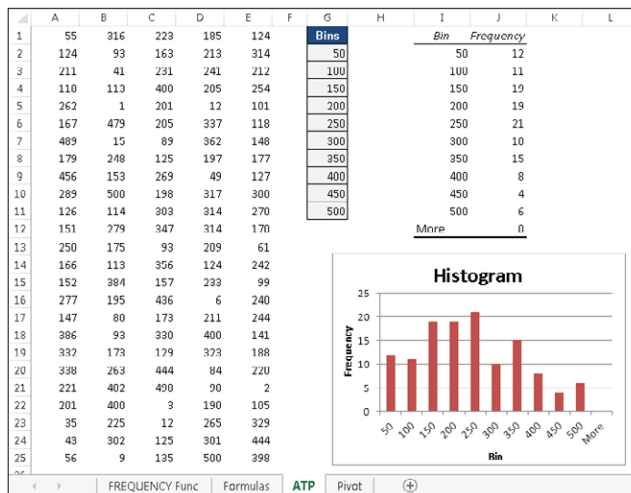 A B C D E F G H I J K L
1 55 316 223 185 124 Bins Bin Frequency
2 124 93 163 213 314 50 50 12
3 211 41 231 241 212 100 100 11
4 110 113 400 205 254 150 150 19
5 262 1 201 12 101 200 200 19
6 167 479 205 337 118 250 250 21
7 489 15 89 362 148 300 300 10
8 179 248 125 197 177 350 350 15
9 456 153 269 49 127 400 400 8
10 289 500 198 317 300 450 450 4
11 126 114 303 314 270 500 500 6
12 151 279 347 314 170 More 0
13 250 175 93 209 61
14 166 113 356 124 242
15 152 384 157 233 99
16 277 195 436 6 240
17 147 80 173 211 244
18 386 93 330 400 141
19 332 173 129 323 188
20 338 263 444 84 220
21 221 402 490 90 2
22 201 400 3 190 105
23 35 225 12 265 329
24 43 302 125 301 444
25 56 9 135 500 398
Histogram
Frequency
25
20
15
10
5
0
50 100 150 200 250 300 350 400 450 500 More
Bin
FREQUENCY Func Formulas ATP Pivot